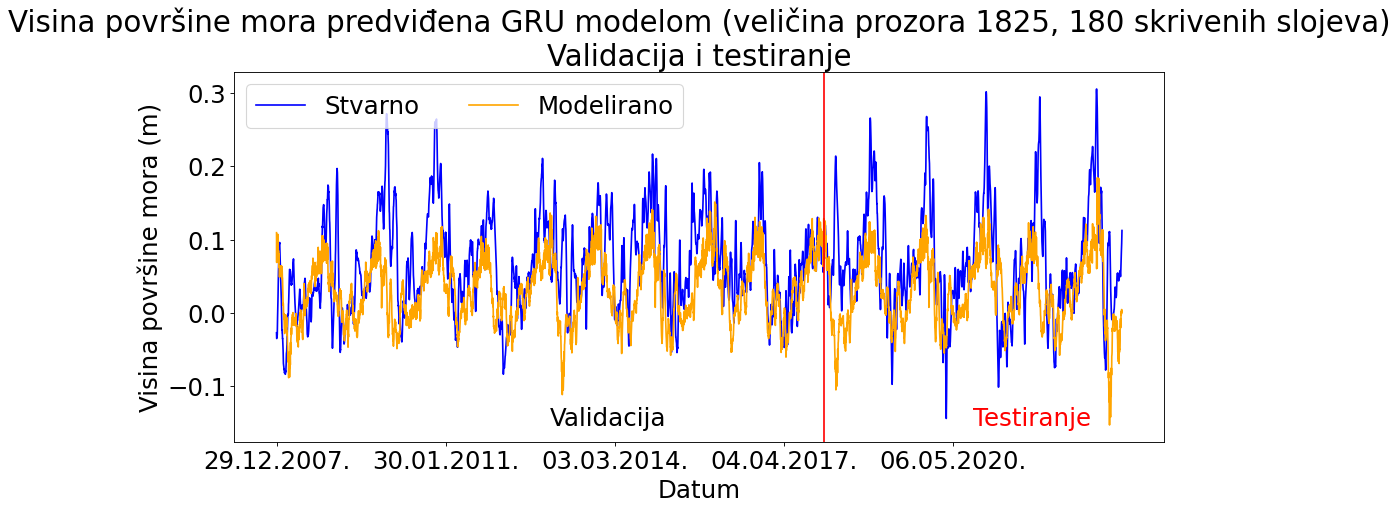 Visina površine mora predviđena GRU modelom (veličina prozora 1825, 180 skrivenih slojeva)
Validacija i testiranje
Stvarno
Modelirano
Visina površine mora (m)
0.3
0.2
0.1
0.0
−0.1
Validacija
Testiranje
29.12.2007.
30.01.2011.
03.03.2014.
04.04.2017.
06.05.2020.
Datum